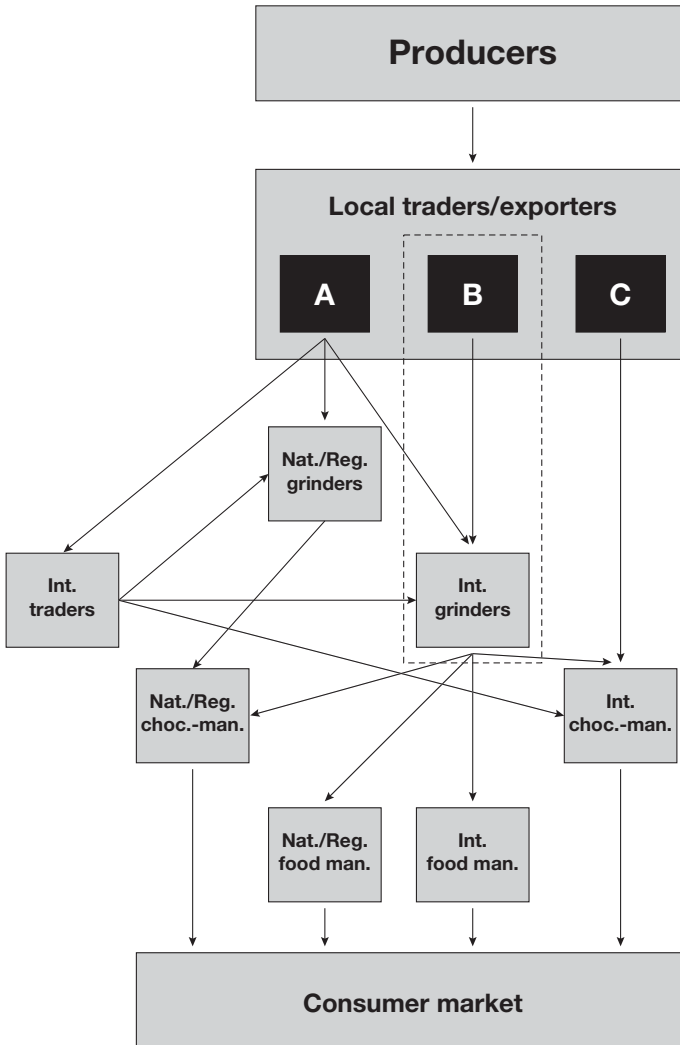 Producers
Local traders/exporters
A
B
C
Nat./Reg.
grinders
Int.
traders
Int.
grinders
Nat./Reg.
choc.-man.
Int.
choc.-man.
Nat./Reg.
food man.
Int.
food man.
Consumer market